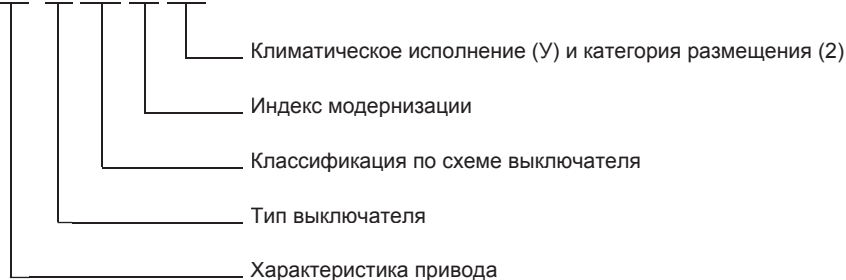 Климатическое исполнение (У) и категория размещения (2)
Индекс модернизации
Классификация по схеме выключателя
Тип выключателя
Характеристика привода